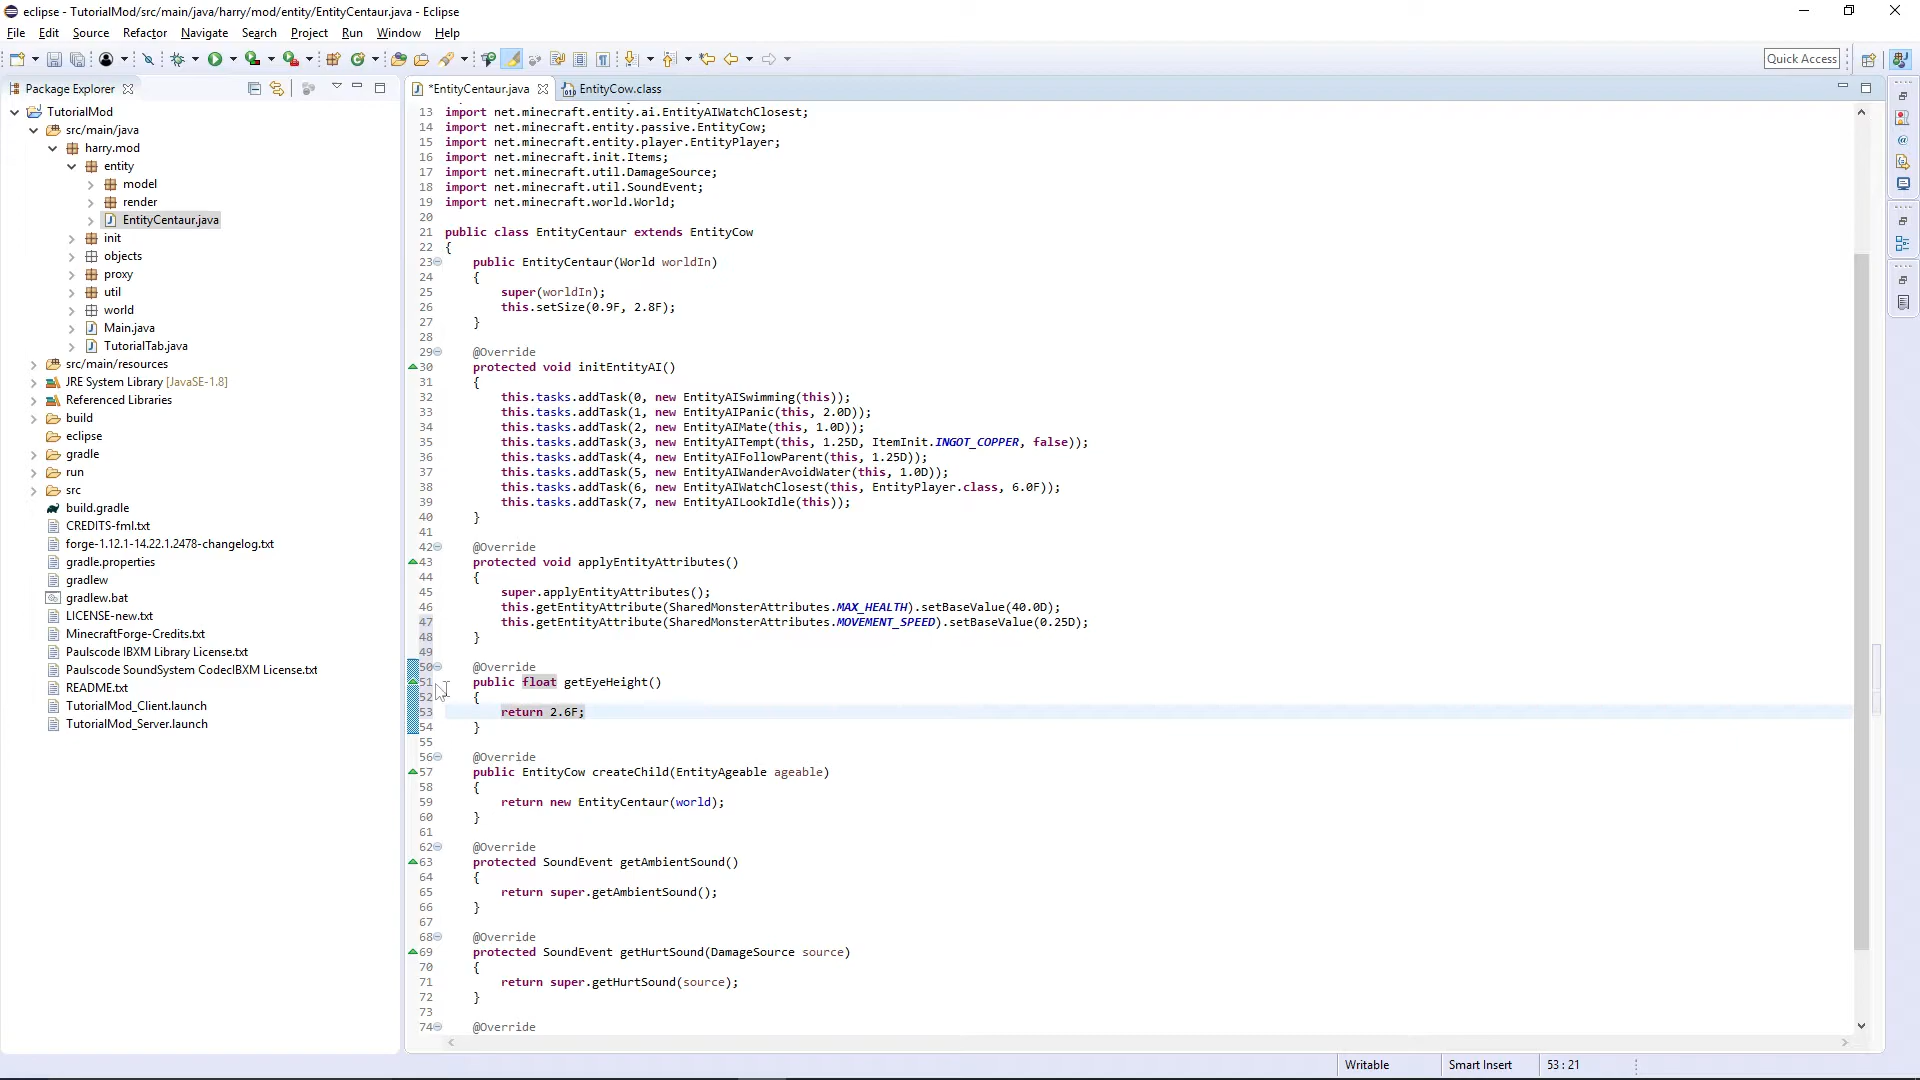 eclipse - TutorialMod/src/main/java/harry/mod/entity/EntityCentaur.java - Eclipse
File Edit Source Refactor Navigate Search Project Run Window Help
Quick Access
Package Explorer
TutorialMod
src/main/java
harry.mod
entity
model
render
EntityCentaur.java
init
objects
proxy
util
world
Main.java
TutorialTab.java
src/main/resources
JRE System Library [JavaSE-1.8]
Referenced Libraries
build
eclipse
gradle
run
src
build.gradle
CREDITS-fml.txt
forge-1.12.1-14.22.1.2478-changelog.txt
gradle.properties
gradlew
gradlew.bat
LICENSE-new.txt
MinecraftForge-Credits.txt
Paulscode IBXM Library License.txt
Paulscode SoundSystem CodecIBXM License.txt
README.txt
TutorialMod_Client.launch
TutorialMod_Server.launch
*EntityCentaur.java EntityCow.class
13 import net.minecraft.entity.ai.EntityAIWatchClosest;
14 import net.minecraft.entity.passive.EntityCow;
15 import net.minecraft.entity.player.EntityPlayer;
16 import net.minecraft.init.Items;
17 import net.minecraft.util.DamageSource;
18 import net.minecraft.util.SoundEvent;
19 import net.minecraft.world.World;
20
21 public class EntityCentaur extends EntityCow
22 {
23 public EntityCentaur(World worldIn)
24 {
25 super(worldIn);
26 this.setSize(0.9F, 2.8F);
27 }
28
29 @Override
30 protected void initEntityAI()
31 {
32 this.tasks.addTask(0, new EntityAISwimming(this));
33 this.tasks.addTask(1, new EntityAIPanic(this, 2.0D));
34 this.tasks.addTask(2, new EntityAIMate(this, 1.0D));
35 this.tasks.addTask(3, new EntityAITempt(this, 1.25D, ItemInit.INGOT_COPPER, false));
36 this.tasks.addTask(4, new EntityAIFollowParent(this, 1.25D));
37 this.tasks.addTask(5, new EntityAIWanderAvoidWater(this, 1.0D));
38 this.tasks.addTask(6, new EntityAIWatchClosest(this, EntityPlayer.class, 6.0F));
39 this.tasks.addTask(7, new EntityAILookIdle(this));
40 }
41
42 @Override
43 protected void applyEntityAttributes()
44 {
45 super.applyEntityAttributes();
46 this.getEntityAttribute(SharedMonsterAttributes.MAX_HEALTH).setBaseValue(40.0D);
47 this.getEntityAttribute(SharedMonsterAttributes.MOVEMENT_SPEED).setBaseValue(0.25D);
48 }
49
50 @Override
51 public float getEyeHeight()
52 {
53 return 2.6F;
54 }
55
56 @Override
57 public EntityCow createChild(EntityAgeable ageable)
58 {
59 return new EntityCentaur(world);
60 }
61
62 @Override
63 protected SoundEvent getAmbientSound()
64 {
65 return super.getAmbientSound();
66 }
67
68 @Override
69 protected SoundEvent getHurtSound(DamageSource source)
70 {
71 return super.getHurtSound(source);
72 }
73
74 @Override
Writable Smart Insert 53 : 21